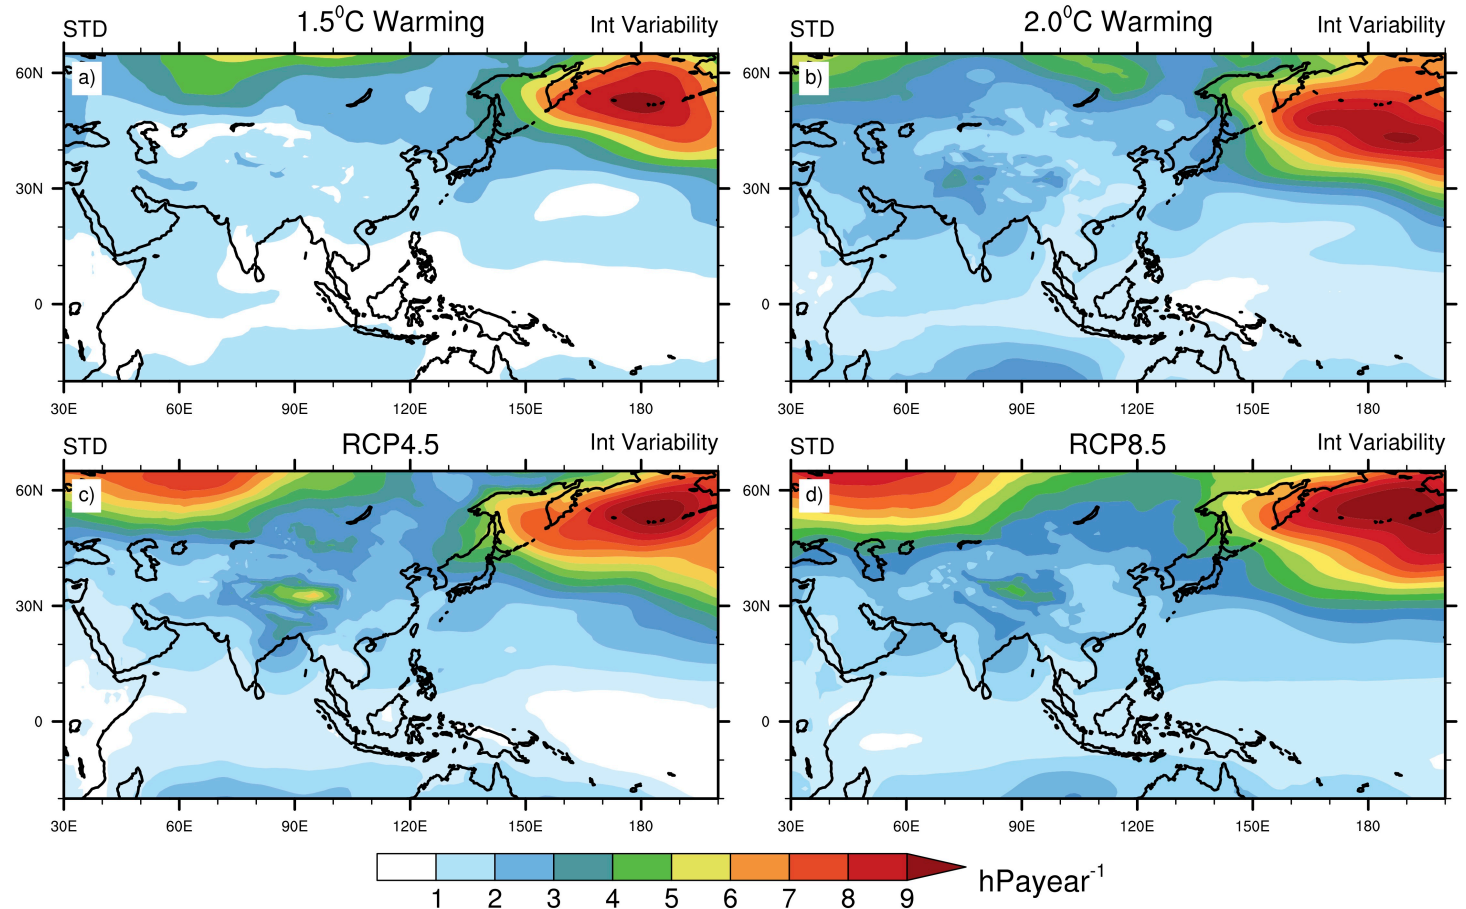 STD 1.5⁰C Warming Int Variability
STD 2.0⁰C Warming Int Variability
a)
b)
60N 60N
30N 30N
0 0
30E 60E 90E 120E 150E 180
30E 60E 90E 120E 150E 180
STD RCP4.5 Int Variability
STD RCP8.5 Int Variability
c)
d)
60N 60N
30N 30N
0 0
30E 60E 90E 120E 150E 180
30E 60E 90E 120E 150E 180
1 2 3 4 5 6 7 8 9
hPayear⁻¹